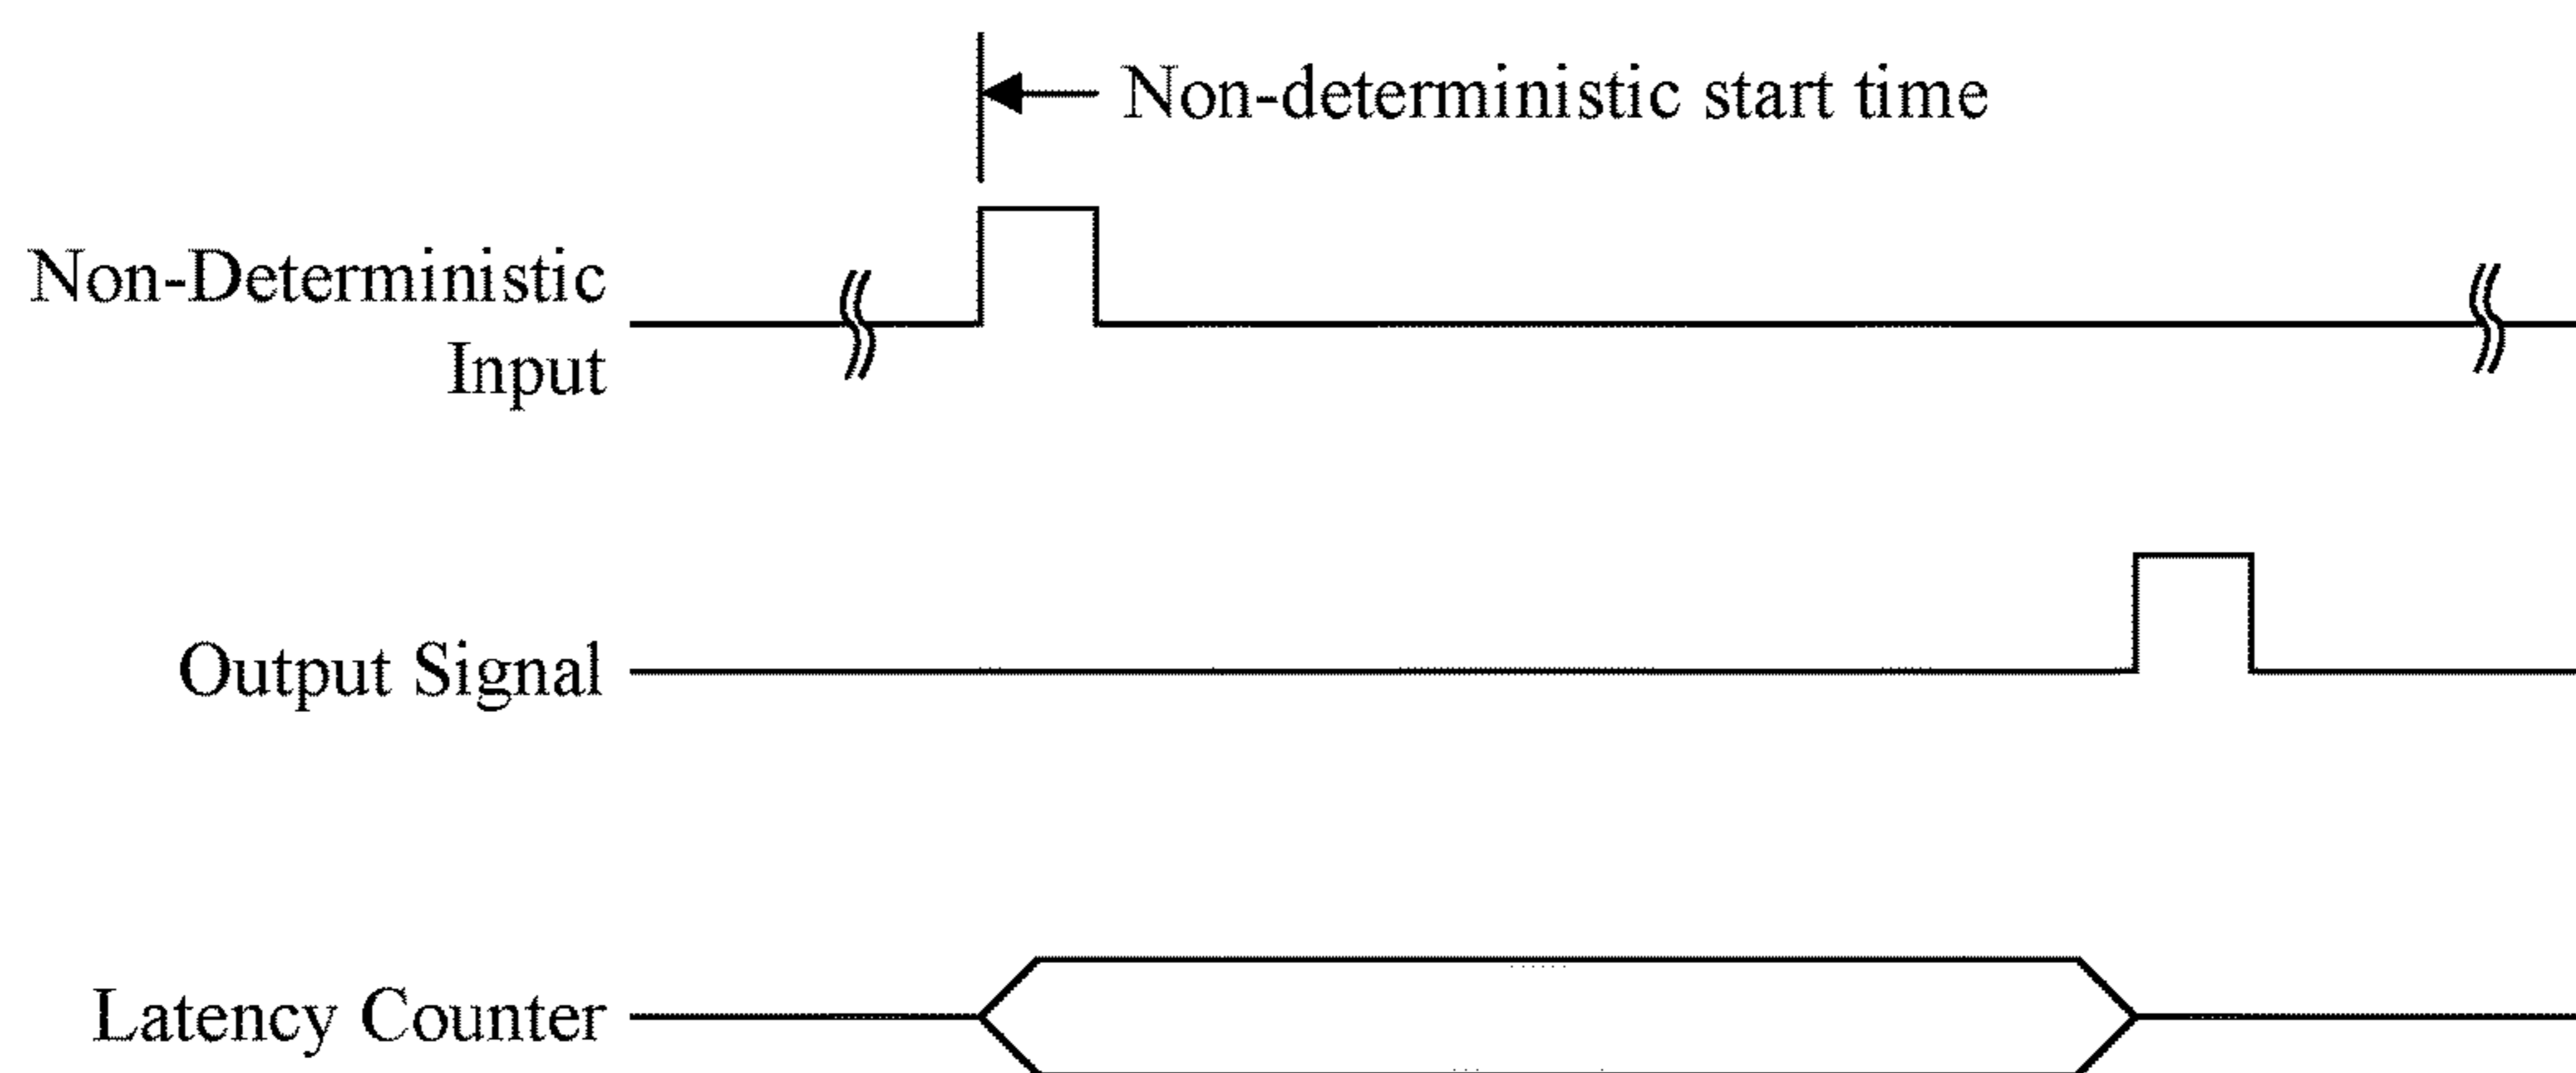 Non-deterministic start time
Non-Deterministic
Input
Output Signal
Latency Counter